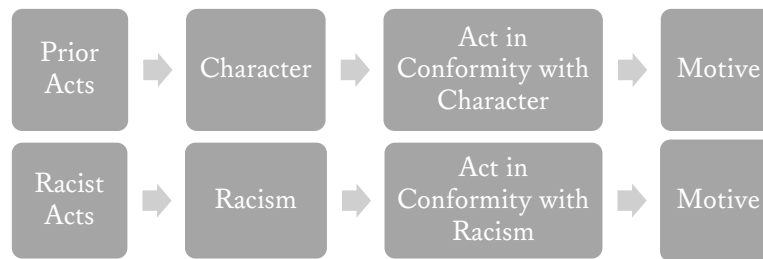 Prior
Acts
Character
Act in
Conformity with
Character
Motive
Racist
Acts
Racism
Act in
Conformity with
Racism
Motive